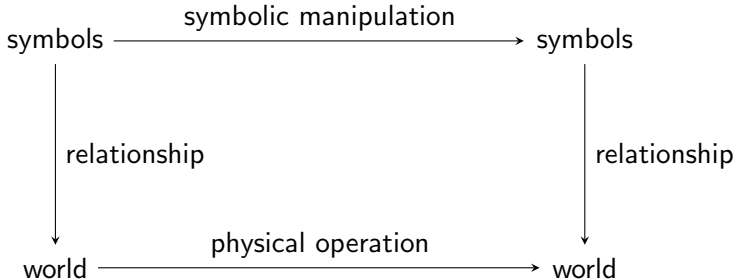 symbolic manipulation
symbols symbols
relationship relationship
physical operation
world world